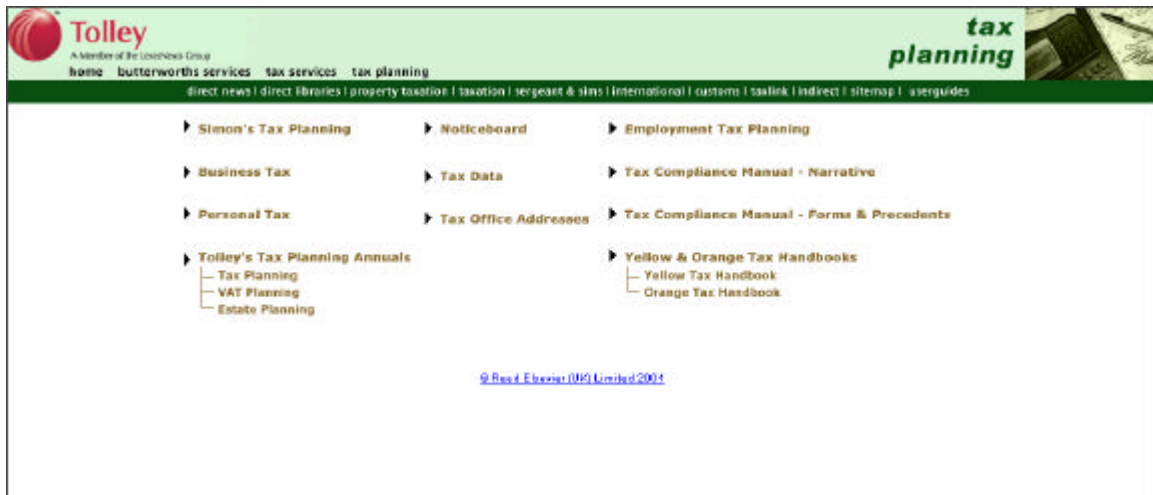 Tolley
tax planning
A Member of the LexisNexis Group
home butterworths services tax services tax planning
direct news | direct libraries | property taxation | taxation | sergeant & sims | international | customs | taxlink | indirect | sitemap | userguides
Simon's Tax Planning
Noticeboard
Employment Tax Planning
Business Tax
Tax Data
Tax Compliance Manual - Narrative
Personal Tax
Tax Office Addresses
Tax Compliance Manual - Forms & Precedents
Tolley's Tax Planning Annuals
Tax Planning
VAT Planning
Estate Planning
Yellow & Orange Tax Handbooks
Yellow Tax Handbook
Orange Tax Handbook
© Reed Elsevier (UK) Limited 2001